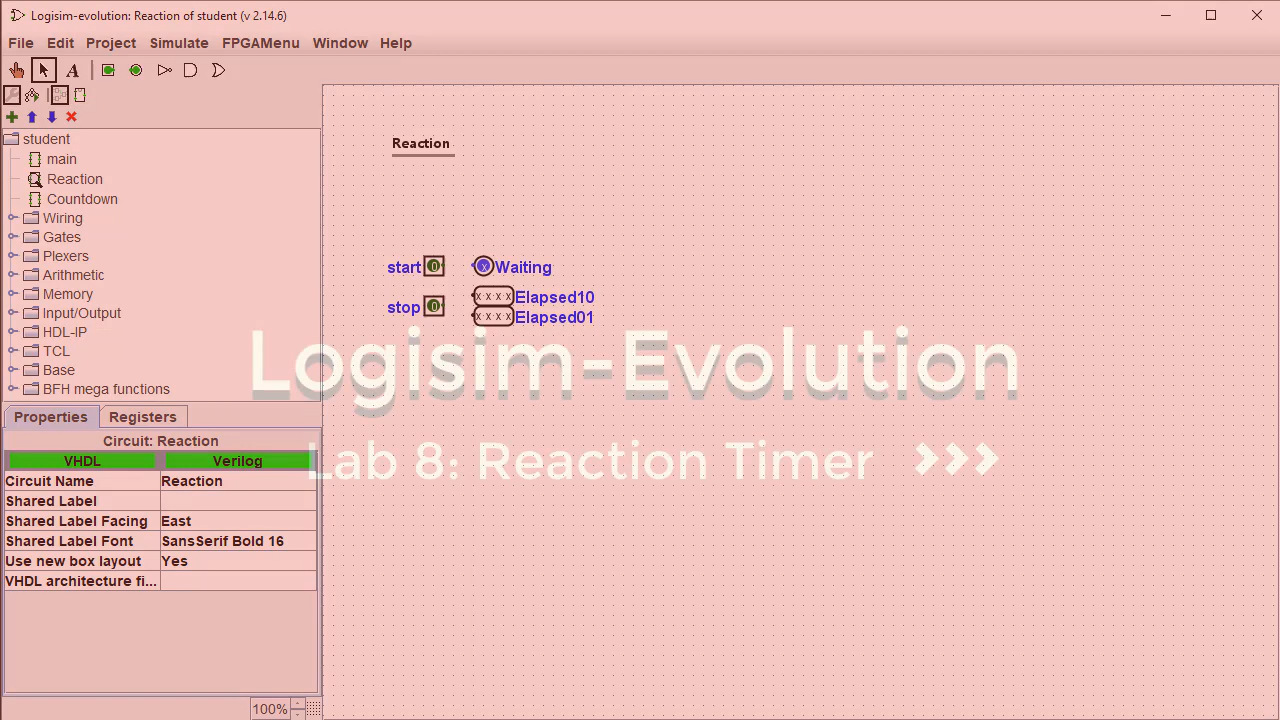 Logisim-evolution: Reaction of student (v 2.14.6)
File Edit Project Simulate FPGAMenu Window Help
A
student
main
Reaction
Countdown
Wiring
Gates
Plexers
Arithmetic
Memory
Input/Output
HDL-IP
TCL
Base
BFH mega functions
Properties Registers
Circuit: Reaction
VHDL Verilog
Circuit Name Reaction
Shared Label
Shared Label Facing East
Shared Label Font SansSerif Bold 16
Use new box layout Yes
VHDL architecture fi...
100%
Reaction
start 0 x Waiting
x x x x Elapsed10
stop 0
x x x x Elapsed01
Logisim-Evolution
Lab 8: Reaction Timer >>>